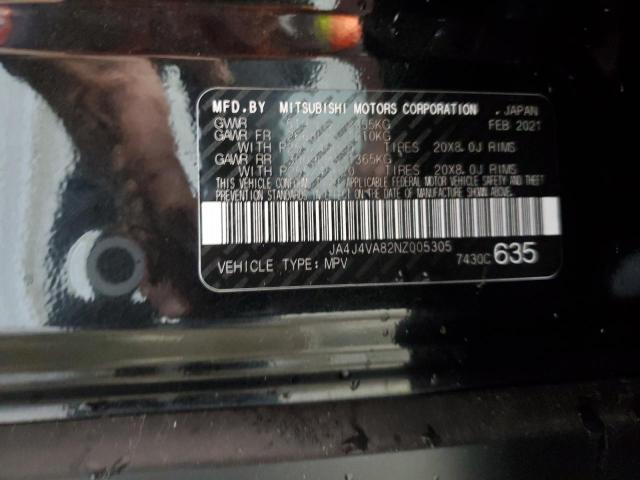 MFD.BY MITSUBISHI MOTORS CORPORATION JAPAN
GVWR FEB 2021
GAWR FR
WITH TIRES 20X8.0J RIMS
GAWR RR 1365KG
WITH TIRES 20X8.0J RIMS
THIS VEHICLE CONFIRMS TO ALL APPLICABLE FEDERAL MOTOR VEHICLE SAFETY AND THEFT
PREVENTION STANDARDS IN EFFECT ON THE DATE OF MANUFACTURE SHOWN ABOVE.
JA4J4VA82NZ005305
VEHICLE TYPE: MPV 7430C 635